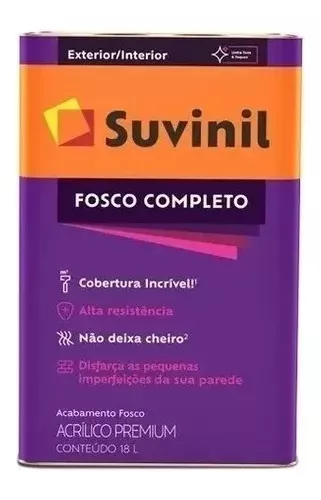 Exterior/Interior
Suvinil
FOSCO COMPLETO
m²
Cobertura Incrível!¹
Alta resistência
Não deixa cheiro²
Disfarça as pequenas
imperfeições da sua parede
Acabamento Fosco
ACRÍLICO PREMIUM
CONTEÚDO 18 L